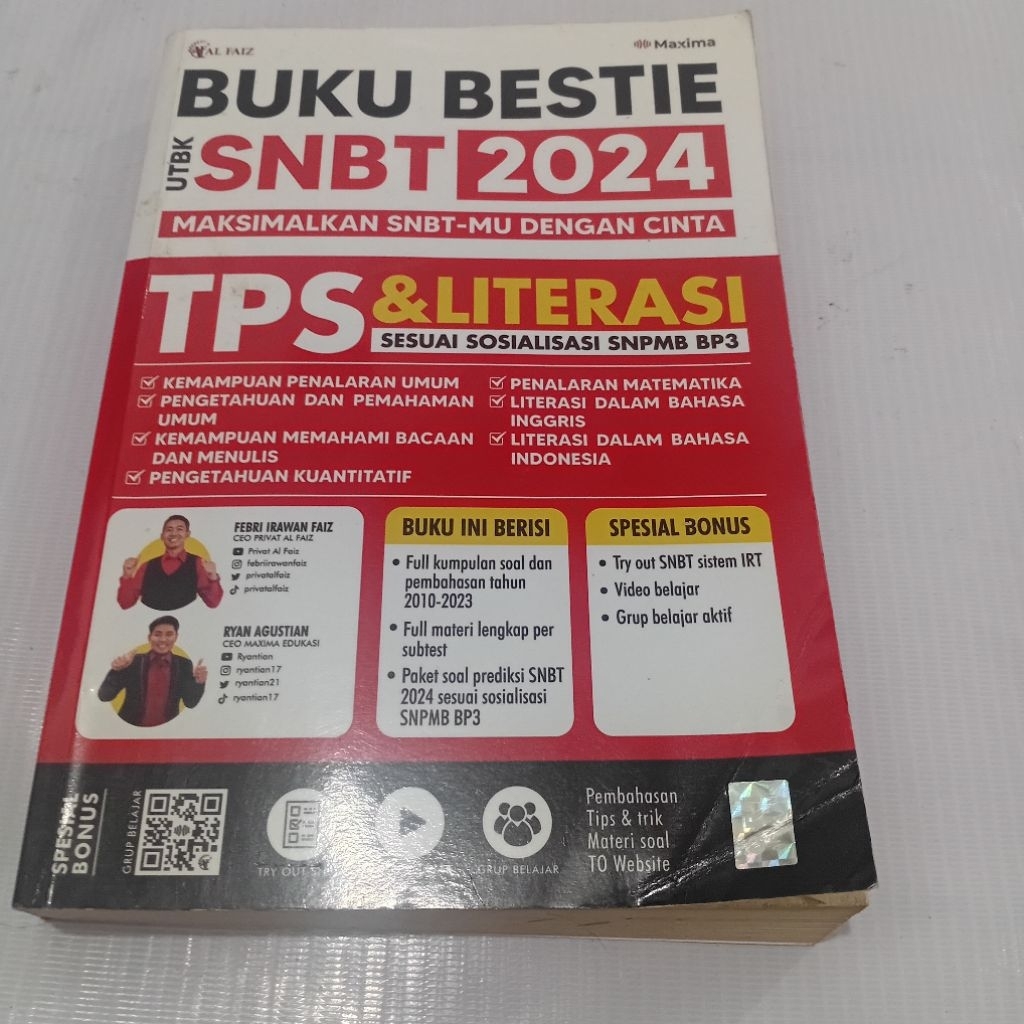 AL FAIZ
Maxima
BUKU BESTIE
UTBK
SNBT 2024
MAKSIMALKAN SNBT-MU DENGAN CINTA
TPS &LITERASI
SESUAI SOSIALISASI SNPMB BP3
KEMAMPUAN PENALARAN UMUM
PENGETAHUAN DAN PEMAHAMAN
UMUM
KEMAMPUAN MEMAHAMI BACAAN
DAN MENULIS
PENGETAHUAN KUANTITATIF
PENALARAN MATEMATIKA
LITERASI DALAM BAHASA
INGGRIS
LITERASI DALAM BAHASA
INDONESIA
FEBRI IRAWAN FAIZ
CEO PRIVAT AL FAIZ
Privat Al Faiz
febriirawanfaiz
privatalfaiz
privatalfaiz
RYAN AGUSTIAN
CEO MAXIMA EDUKASI
Ryantian
ryantian17
ryantian21
ryantian17
BUKU INI BERISI
• Full kumpulan soal dan
pembahasan tahun
2010-2023
• Full materi lengkap per
subtest
• Paket soal prediksi SNBT
2024 sesuai sosialisasi
SNPMB BP3
SPESIAL BONUS
• Try out SNBT sistem IRT
• Video belajar
• Grup belajar aktif
SPESIAL
BONUS
GRUP BELAJAR
TRY OUT
GRUP BELAJAR
Pembahasan
Tips & trik
Materi soal
TO Website